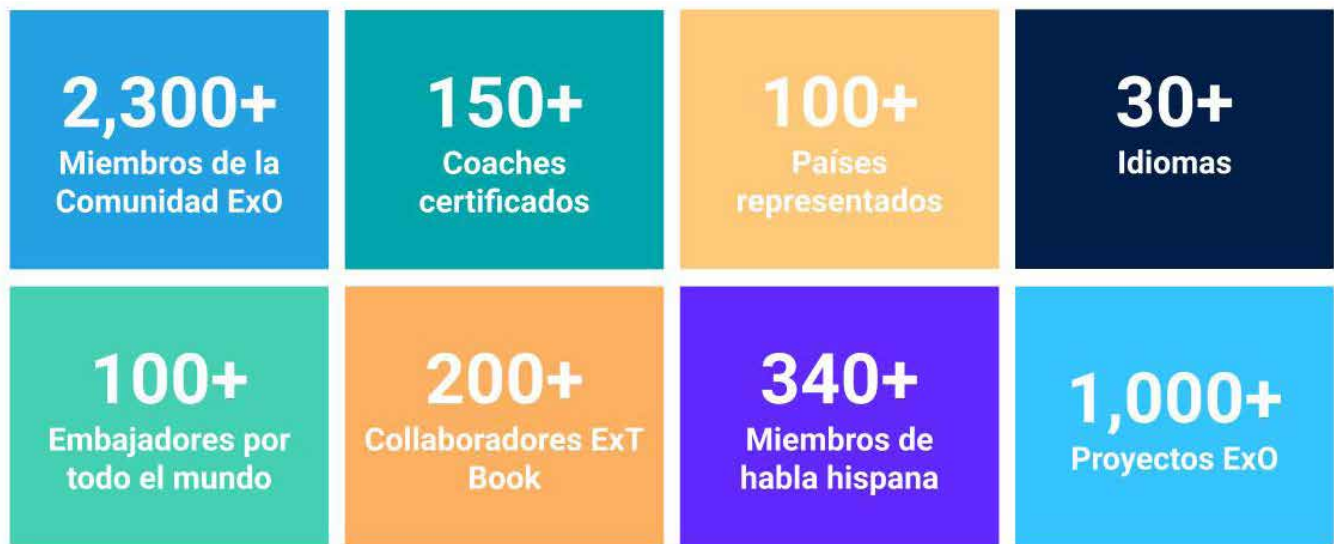 2,300+
Miembros de la
Comunidad ExO
150+
Coaches
certificados
100+
Países
representados
30+
Idiomas
100+
Embajadores por
todo el mundo
200+
Collaboradores ExT
Book
340+
Miembros de
habla hispana
1,000+
Proyectos ExO